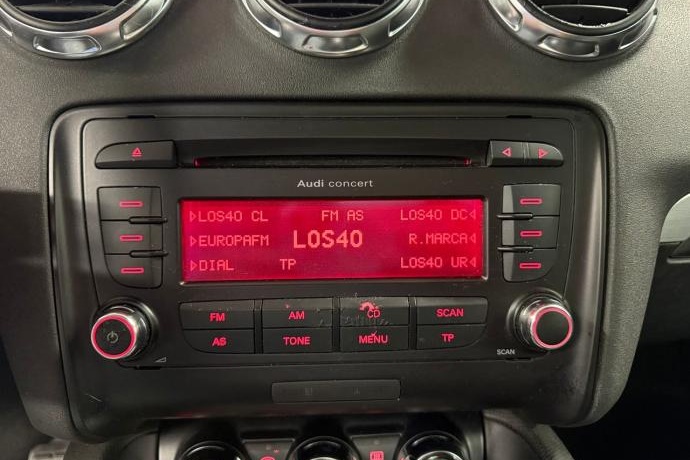 Audi concert
LOS40 CL FM AS LOS40 DC
EUROPAFM LOS40 R.MARCA
DIAL TP LOS40 UR
FM AM CD SCAN
AS TONE MENU TP
SCAN